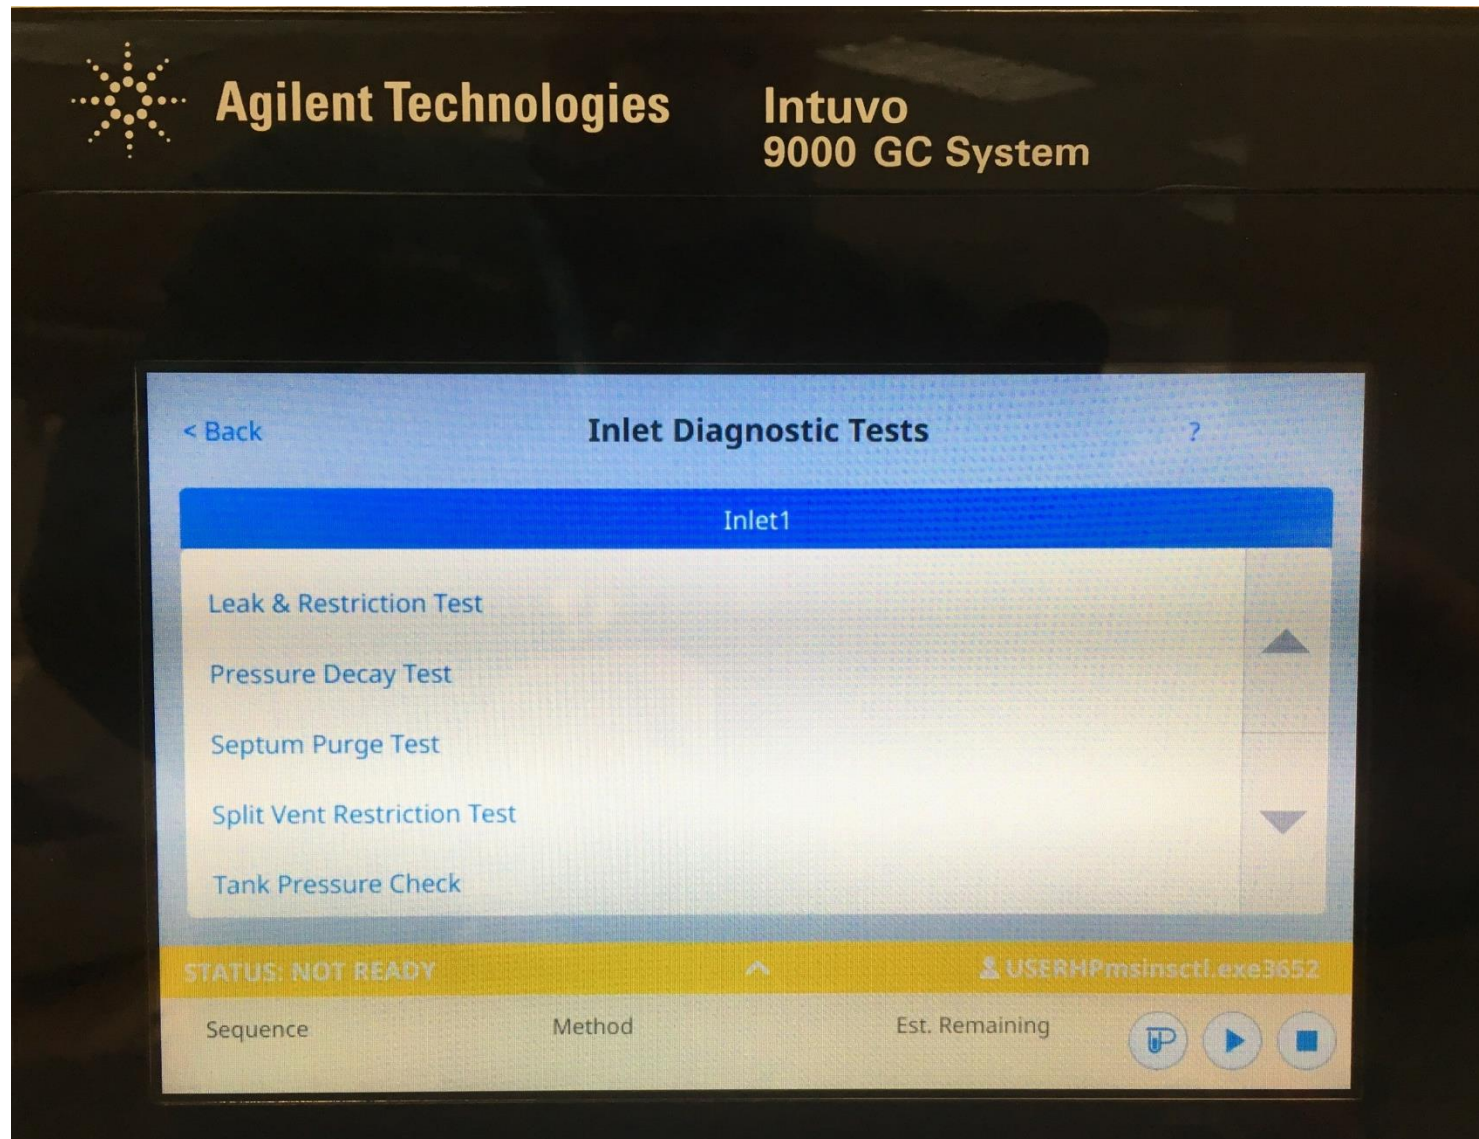 Agilent Technologies
Intuvo
9000 GC System
< Back
Inlet Diagnostic Tests
?
Inlet1
Leak & Restriction Test
Pressure Decay Test
Septum Purge Test
Split Vent Restriction Test
Tank Pressure Check
STATUS: NOT READY
USERHPmsinsctl.exe3652
Sequence
Method
Est. Remaining